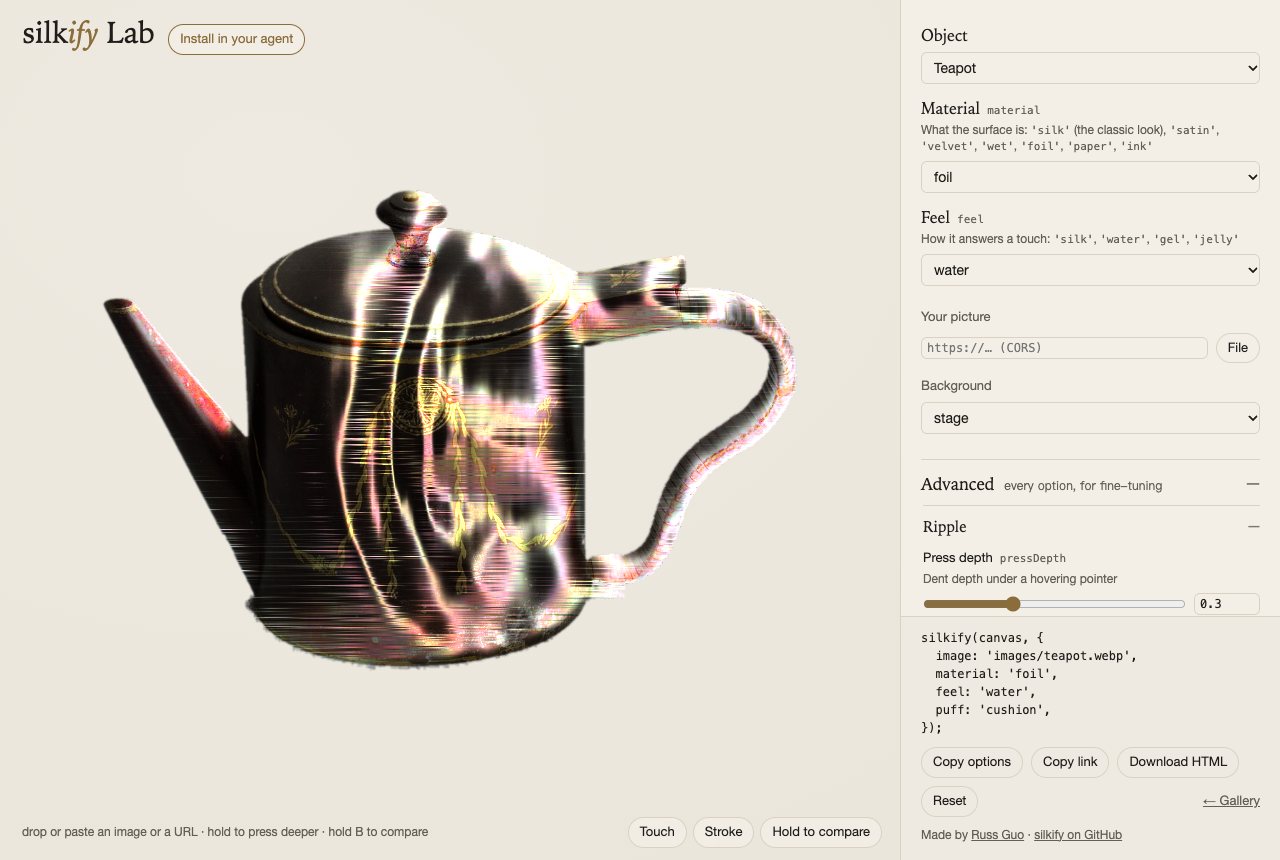 silkify Lab
Install in your agent
Object
Teapot
Material material
What the surface is: 'silk' (the classic look), 'satin',
'velvet', 'wet', 'foil', 'paper', 'ink'
foil
Feel feel
How it answers a touch: 'silk', 'water', 'gel', 'jelly'
water
Your picture
https://… (CORS)
File
Background
stage
Advanced every option, for fine-tuning
Ripple
Press depth pressDepth
Dent depth under a hovering pointer
0.3
silkify(canvas, {
  image: 'images/teapot.webp',
  material: 'foil',
  feel: 'water',
  puff: 'cushion',
});
Copy options
Copy link
Download HTML
Reset
← Gallery
Made by Russ Guo · silkify on GitHub
drop or paste an image or a URL · hold to press deeper · hold B to compare
Touch
Stroke
Hold to compare